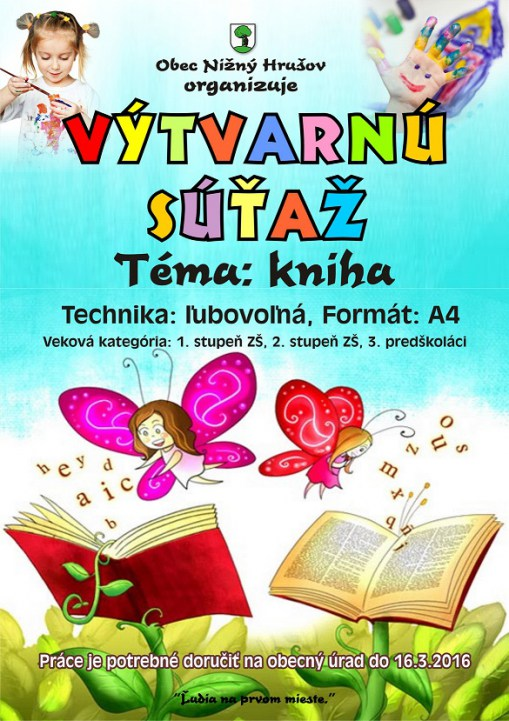 Obec Nižný Hrušov
organizuje
VÝTVARNÚ
SÚŤAŽ
Téma: kniha
Technika: ľubovoľná, Formát: A4
Veková kategória: 1. stupeň ZŠ, 2. stupeň ZŠ, 3. predškoláci
h e y d
a i c
b
o u s
z
m
r
Práce je potrebné doručiť na obecný úrad do 16.3.2016
"Ľudia na prvom mieste."